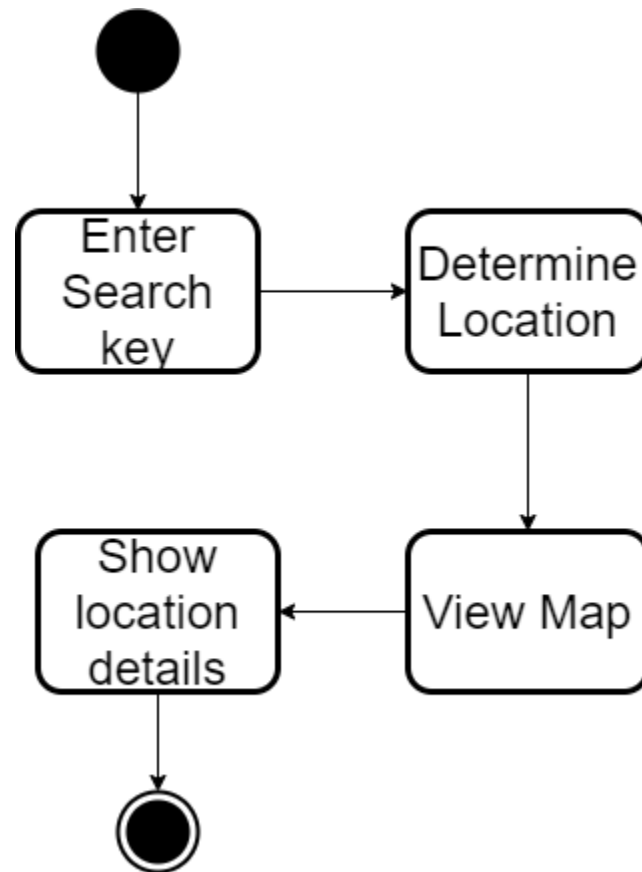 Enter
Search
key
Determine
Location
View Map
Show
location
details